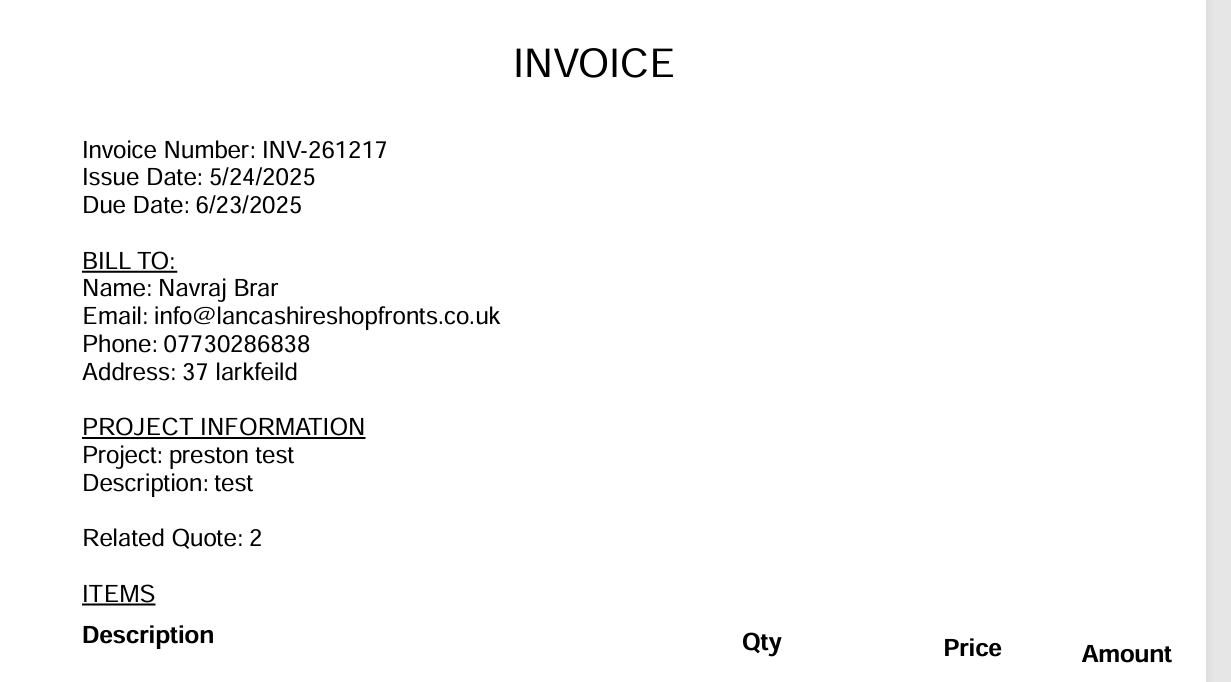 INVOICE
Invoice Number: INV-261217
Issue Date: 5/24/2025
Due Date: 6/23/2025
BILL TO:
Name: Navraj Brar
Email: info@lancashireshopfronts.co.uk
Phone: 07730286838
Address: 37 larkfeild
PROJECT INFORMATION
Project: preston test
Description: test
Related Quote: 2
ITEMS
Description Qty Price Amount